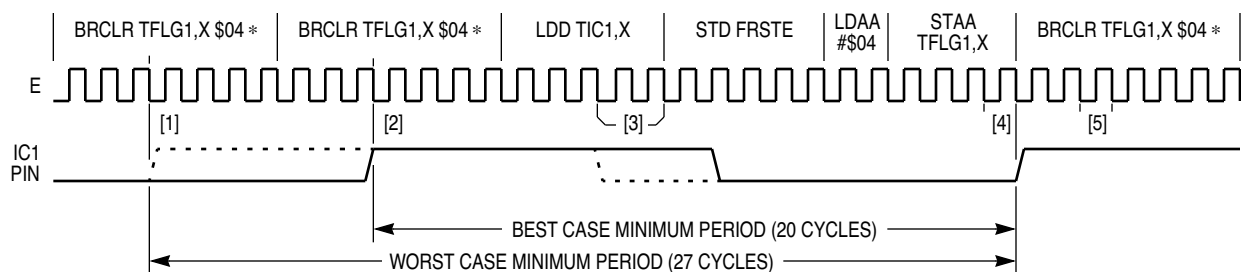 BRCLR TFLG1,X $04 *
BRCLR TFLG1,X $04 *
LDD TIC1,X
STD FRSTE
LDAA
#$04
STAA
TFLG1,X
BRCLR TFLG1,X $04 *
E
[1]
[2]
[3]
[4]
[5]
IC1
PIN
BEST CASE MINIMUM PERIOD (20 CYCLES)
WORST CASE MINIMUM PERIOD (27 CYCLES)